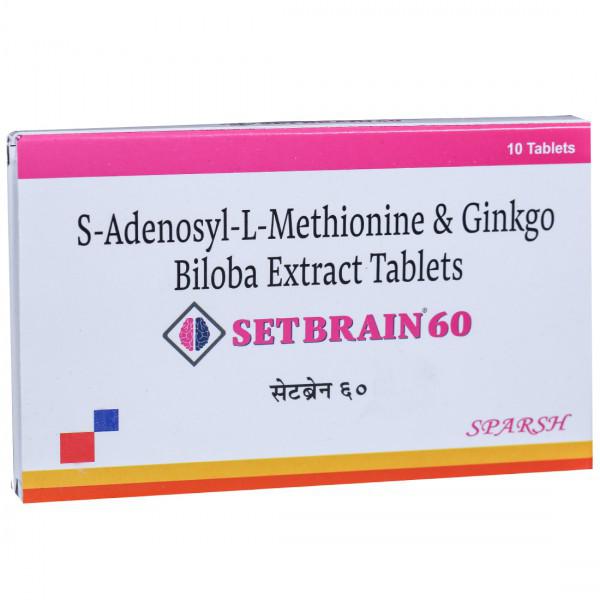 10 Tablets
S-Adenosyl-L-Methionine & Ginkgo
Biloba Extract Tablets
SETBRAIN® 60
सेटब्रेन ६०
SPARSH